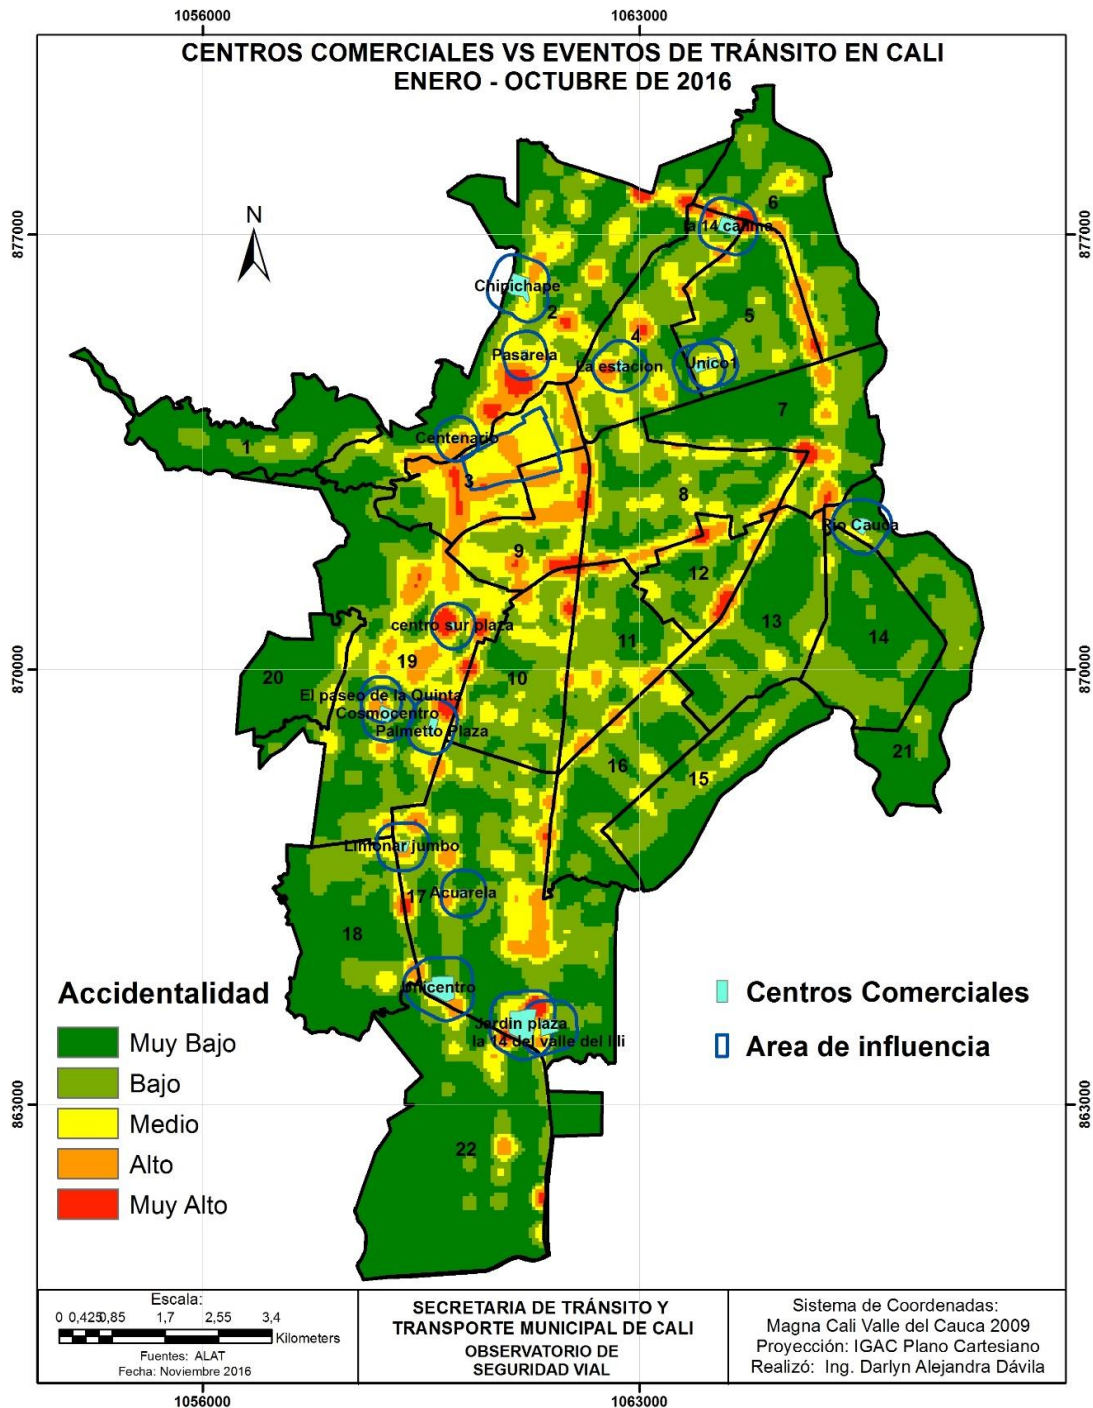 1056000
1063000
CENTROS COMERCIALES VS EVENTOS DE TRÁNSITO EN CALI
ENERO - OCTUBRE DE 2016
N
877000
877000
6
la 14 calima
Chipichape
2
5
4
Pasarela
La estacion
Unico1
7
Centenario
1
3
8
Rio Cauca
9
12
centro sur plaza
13
11
14
19
10
20
870000
870000
El paseo de la Quinta
Cosmocentro
Palmetto Plaza
21
16
15
Limonar jumbo
17
Acuarela
18
Unicentro
Jardin plaza
la 14 del valle del lili
Accidentalidad
Muy Bajo
Bajo
Medio
Alto
Muy Alto
Centros Comerciales
Area de influencia
863000
863000
22
Escala:
0 0,425 0,85 1,7 2,55 3,4
Kilometers
Fuentes: ALAT
Fecha: Noviembre 2016
SECRETARIA DE TRÁNSITO Y
TRANSPORTE MUNICIPAL DE CALI
OBSERVATORIO DE
SEGURIDAD VIAL
Sistema de Coordenadas:
Magna Cali Valle del Cauca 2009
Proyección: IGAC Plano Cartesiano
Realizó: Ing. Darlyn Alejandra Dávila
1056000
1063000